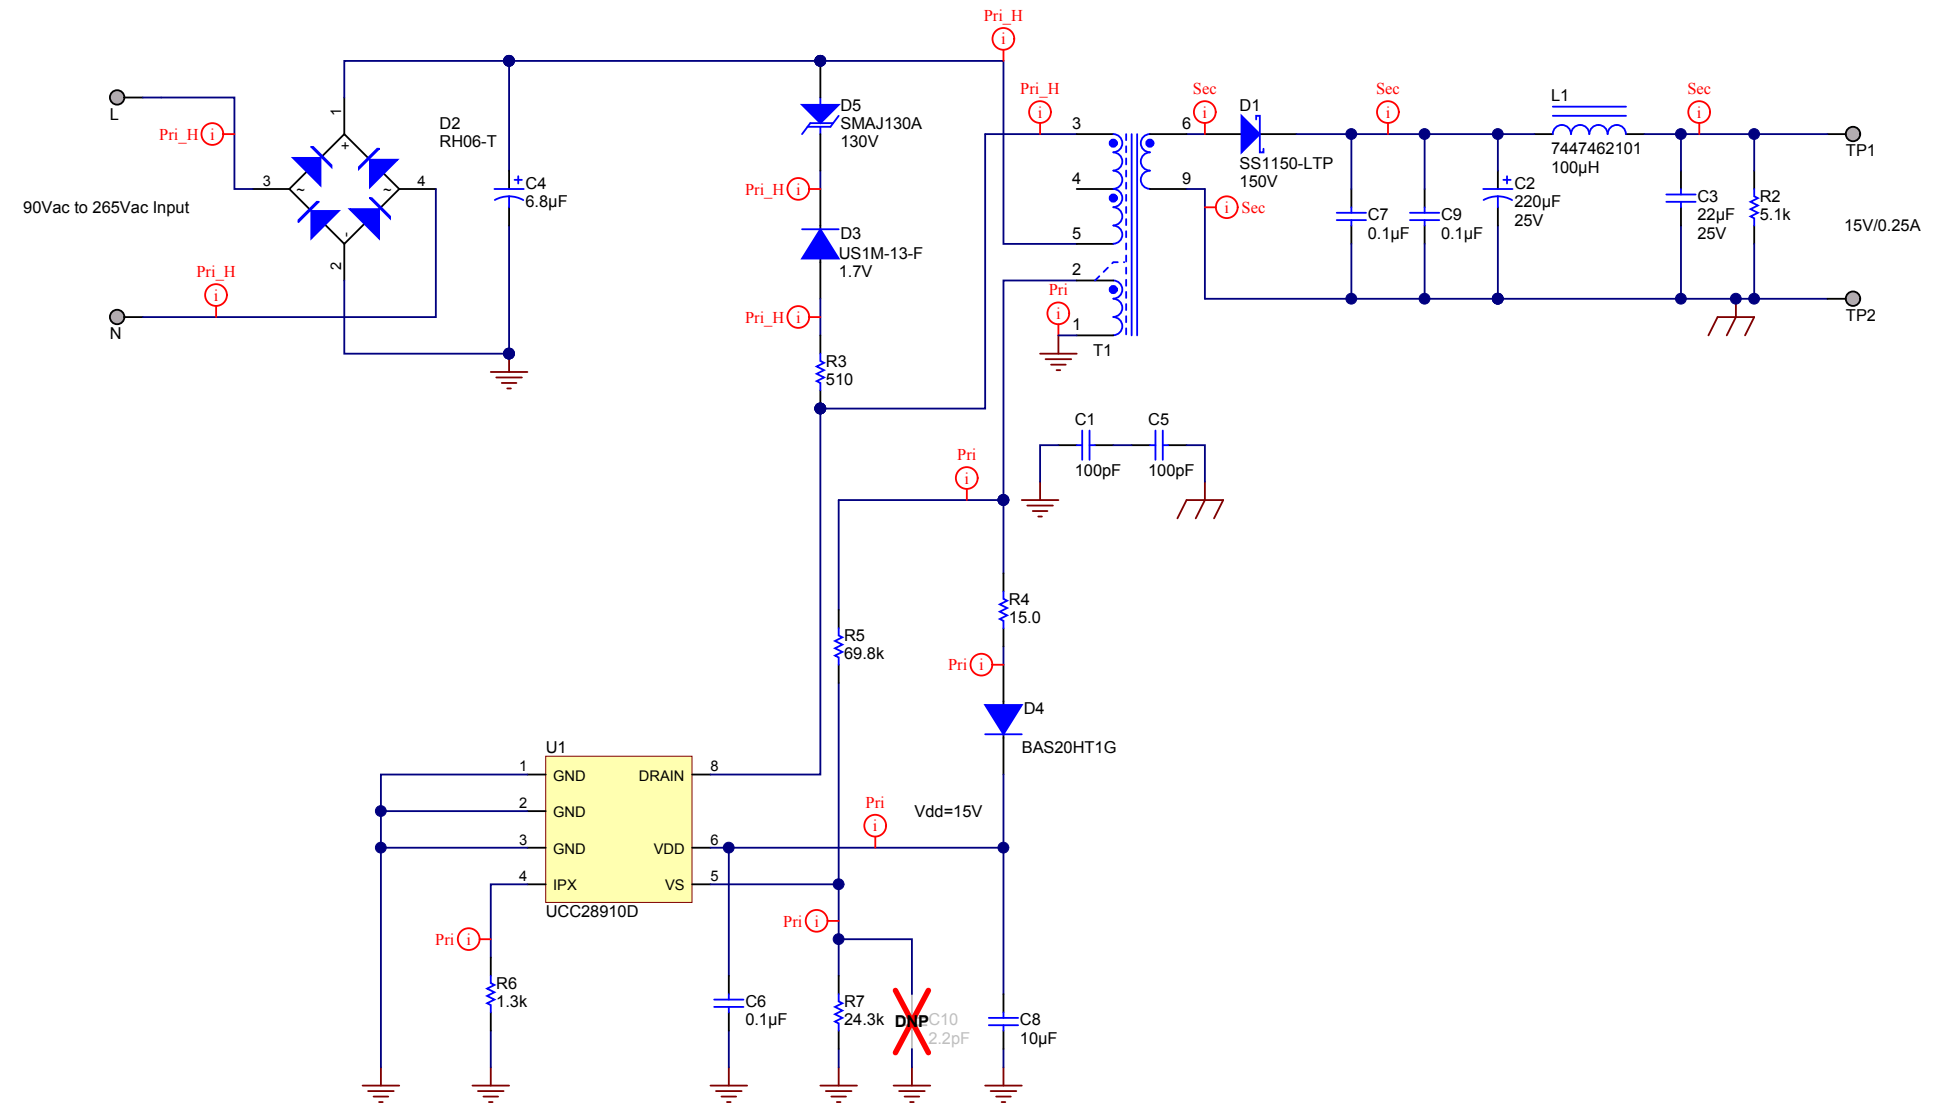 Pri_H
i
L
Pri_H
i
1
D2
RH06-T
+
~
~
-
3
4
2
90Vac to 265Vac Input
Pri_H
i
N
+
C4
6.8µF
D5
SMAJ130A
130V
Pri_H
i
D3
US1M-13-F
1.7V
Pri_H
i
R3
510
Pri_H
i
3
4
5
2
Pri
i
1
T1
6
9
Sec
i
D1
SS1150-LTP
150V
i
Sec
Sec
i
C7
0.1µF
C9
0.1µF
+
C2
220µF
25V
L1
7447462101
100µH
Sec
i
C3
22µF
25V
R2
5.1k
TP1
15V/0.25A
TP2
C1
100pF
C5
100pF
Pri
i
R5
69.8k
R4
15.0
Pri
i
D4
BAS20HT1G
U1
1
GND
DRAIN
8
2
GND
3
GND
VDD
6
4
IPX
VS
5
UCC28910D
Pri
i
Vdd=15V
Pri
i
Pri
i
R6
1.3k
C6
0.1µF
R7
24.3k
DNP
C10
2.2pF
C8
10µF